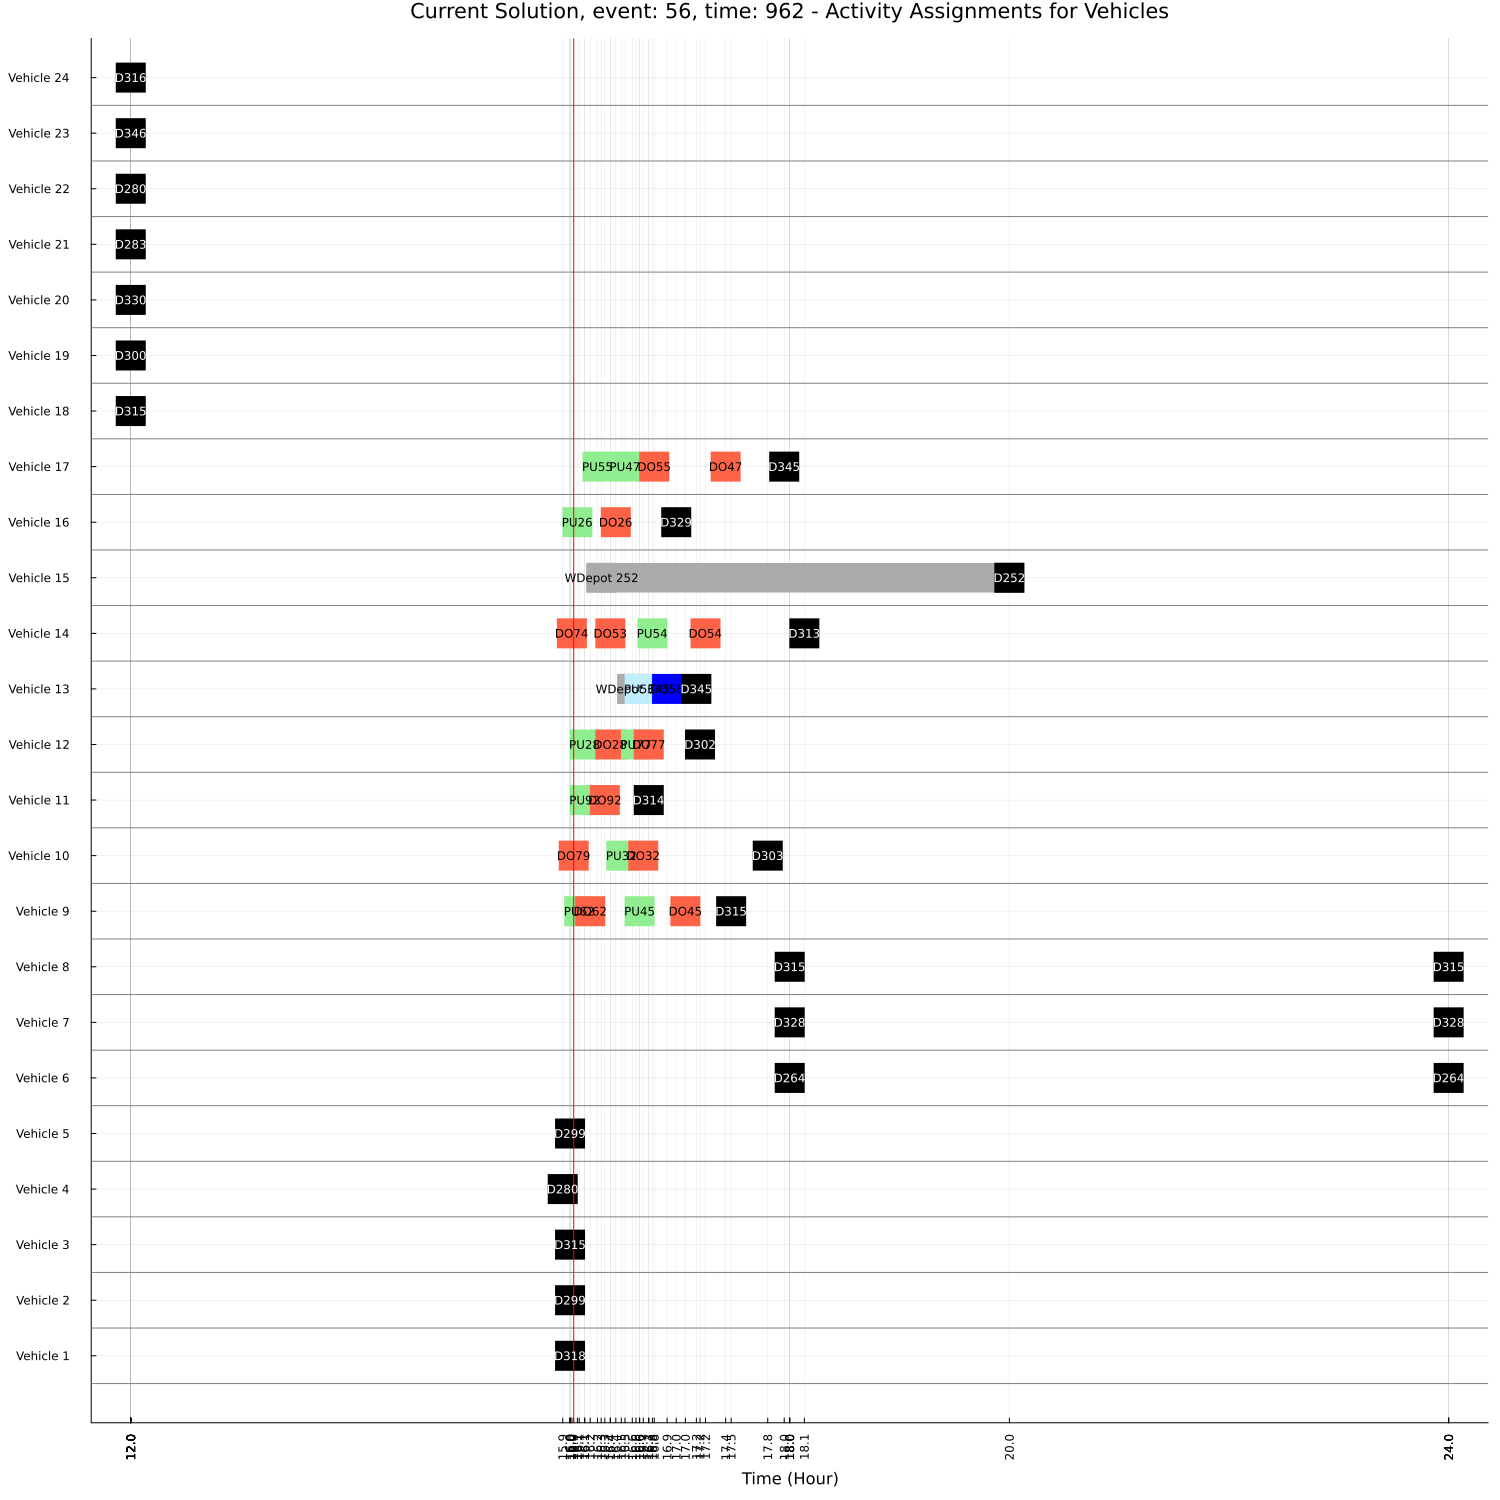 Current Solution, event: 56, time: 962 - Activity Assignments for Vehicles
Vehicle 24 D316
Vehicle 23 D346
Vehicle 22 D280
Vehicle 21 D283
Vehicle 20 D330
Vehicle 19 D300
Vehicle 18 D315
Vehicle 17 PU55 PU47 DO55 DO47 D345
Vehicle 16 PU26 DO26 D329
Vehicle 15 WDepot 252 D252
Vehicle 14 DO74 DO53 PU54 DO54 D313
Vehicle 13 D345
Vehicle 12 PU28 DO28 PU77 DO77 D302
Vehicle 11 PU92 DO92 D314
Vehicle 10 DO79 PU32 DO32 D303
Vehicle 9 PU62 DO62 PU45 DO45 D315
Vehicle 8 D315 D315
Vehicle 7 D328 D328
Vehicle 6 D264 D264
Vehicle 5 D299
Vehicle 4 D280
Vehicle 3 D315
Vehicle 2 D299
Vehicle 1 D318
12.0 15.9 16.9 17.0 17.0 17.2 17.4 17.5 17.8 18.0 18.1 20.0 24.0
Time (Hour)